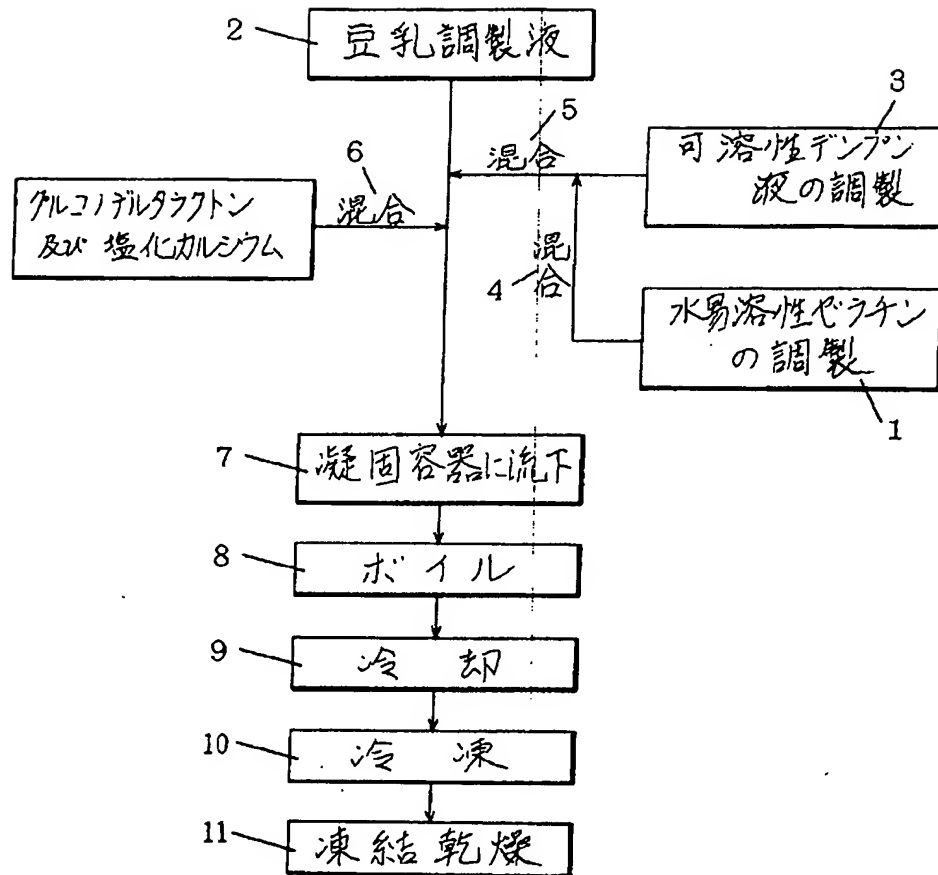 2
豆乳調製液
3
5
混合
可溶性デンプン
液の調製
6
混合
グルコノデルタラクトン
及び塩化カルシウム
4
混合
水易溶性ゼラチン
の調製
1
7
凝固容器に流下
8
ボイル
9
冷却
10
冷凍
11
凍結乾燥